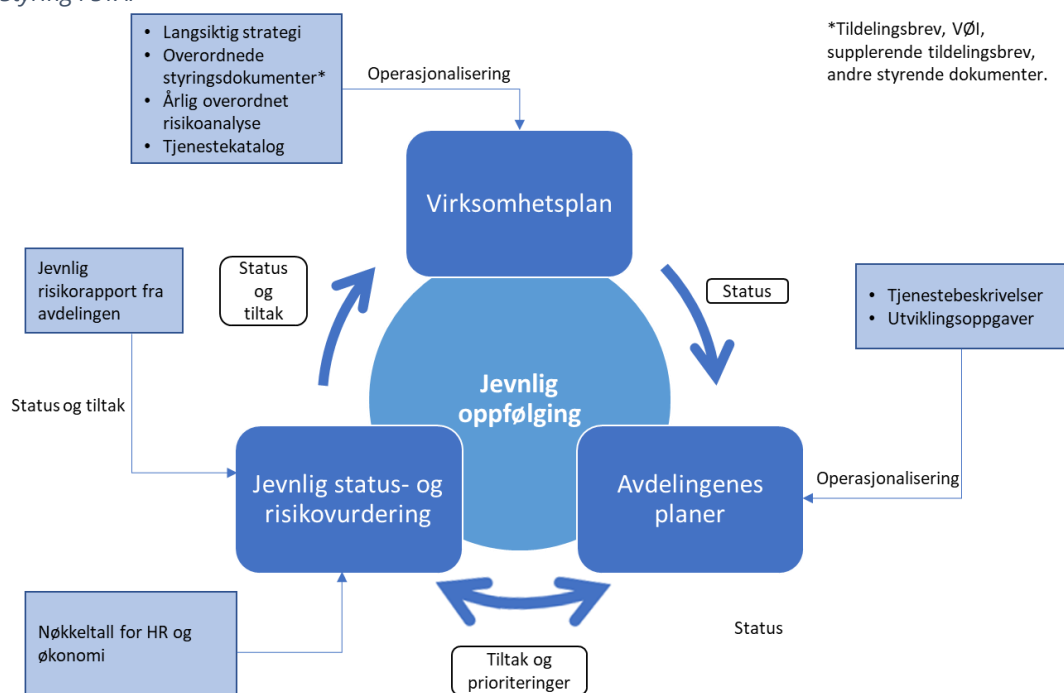 • Langsiktig strategi
• Overordnede
styringsdokumenter*
• Årlig overordnet
risikoanalyse
• Tjenestekatalog
Operasjonalisering
*Tildelingsbrev, VØI,
supplerende tildelingsbrev,
andre styrende dokumenter.
Virksomhetsplan
Jevnlig
risikorapport fra
avdelingen
Status
og
tiltak
Status
• Tjenestebeskrivelser
• Utviklingsoppgaver
Jevnlig
oppfølging
Status og tiltak
Jevnlig status- og
risikovurdering
Avdelingenes
planer
Operasjonalisering
Nøkkeltall for HR og
økonomi
Tiltak og
prioriteringer
Status